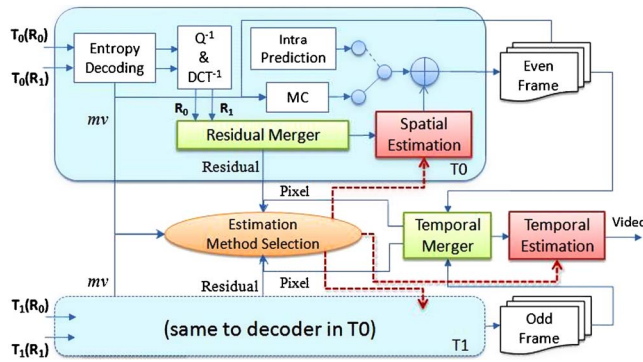 T0(R0)
T0(R1)
Entropy
Decoding
Q-1
&
DCT-1
Intra
Prediction
MC
R0
R1
Even
Frame
mv
Residual Merger
Spatial
Estimation
T0
Residual
Pixel
Estimation
Method Selection
Temporal
Merger
Temporal
Estimation
Video
Residual
Pixel
mv
T1(R0)
T1(R1)
(same to decoder in T0)
T1
Odd
Frame